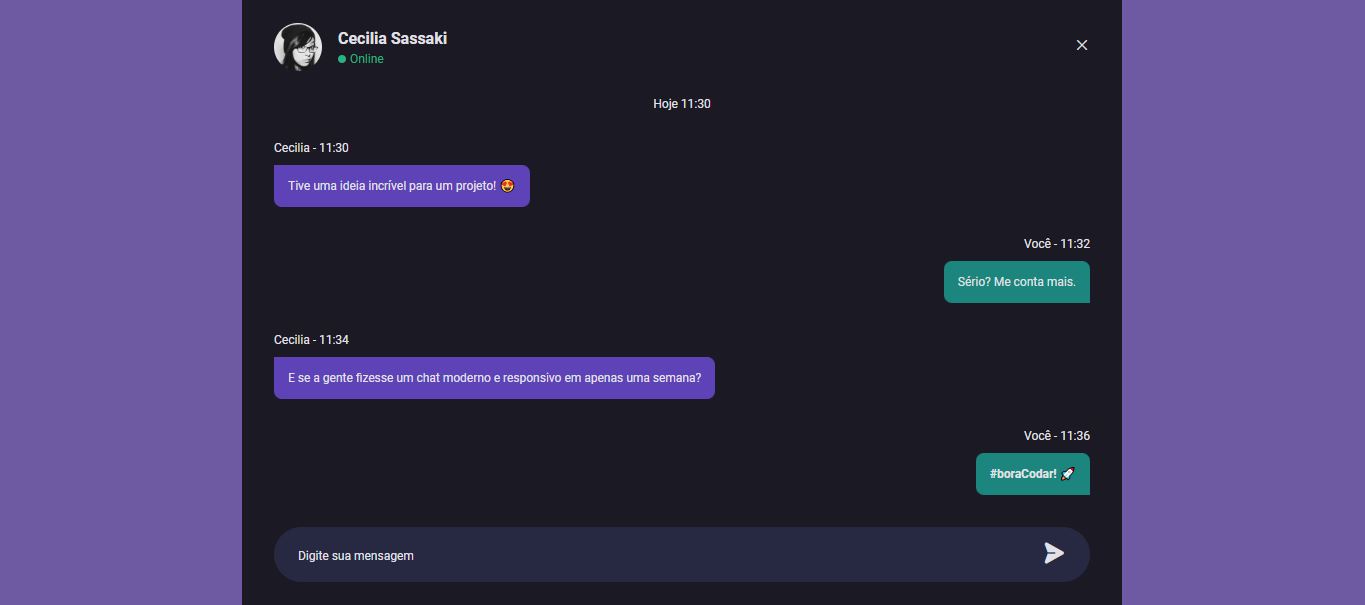 Cecilia Sassaki
Online
Hoje 11:30
Cecilia - 11:30
Tive uma ideia incrível para um projeto! 😍
Você - 11:32
Sério? Me conta mais.
Cecilia - 11:34
E se a gente fizesse um chat moderno e responsivo em apenas uma semana?
Você - 11:36
#boraCodar! 🚀
Digite sua mensagem